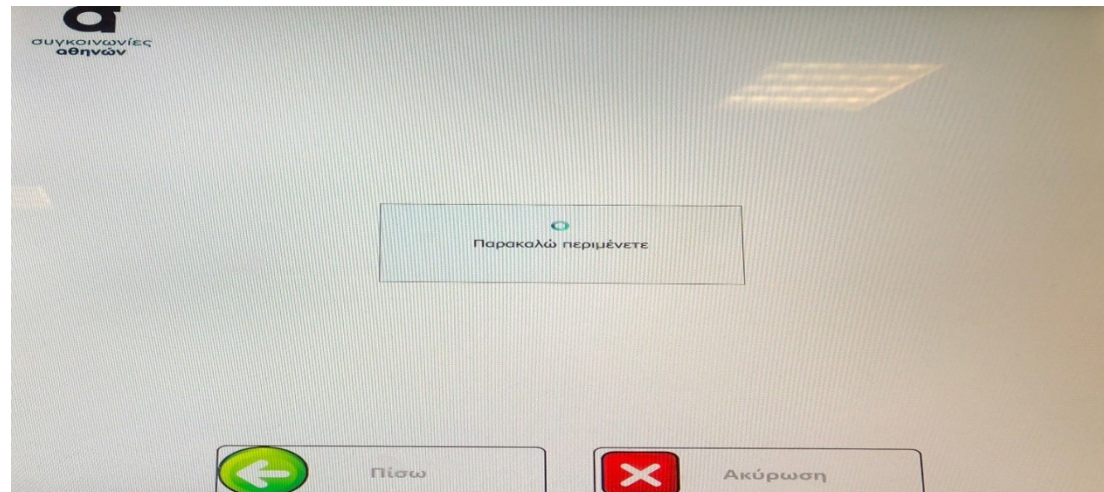 συγκοινωνίες
αθηνών
Παρακαλώ περιμένετε
Πίσω
Ακύρωση